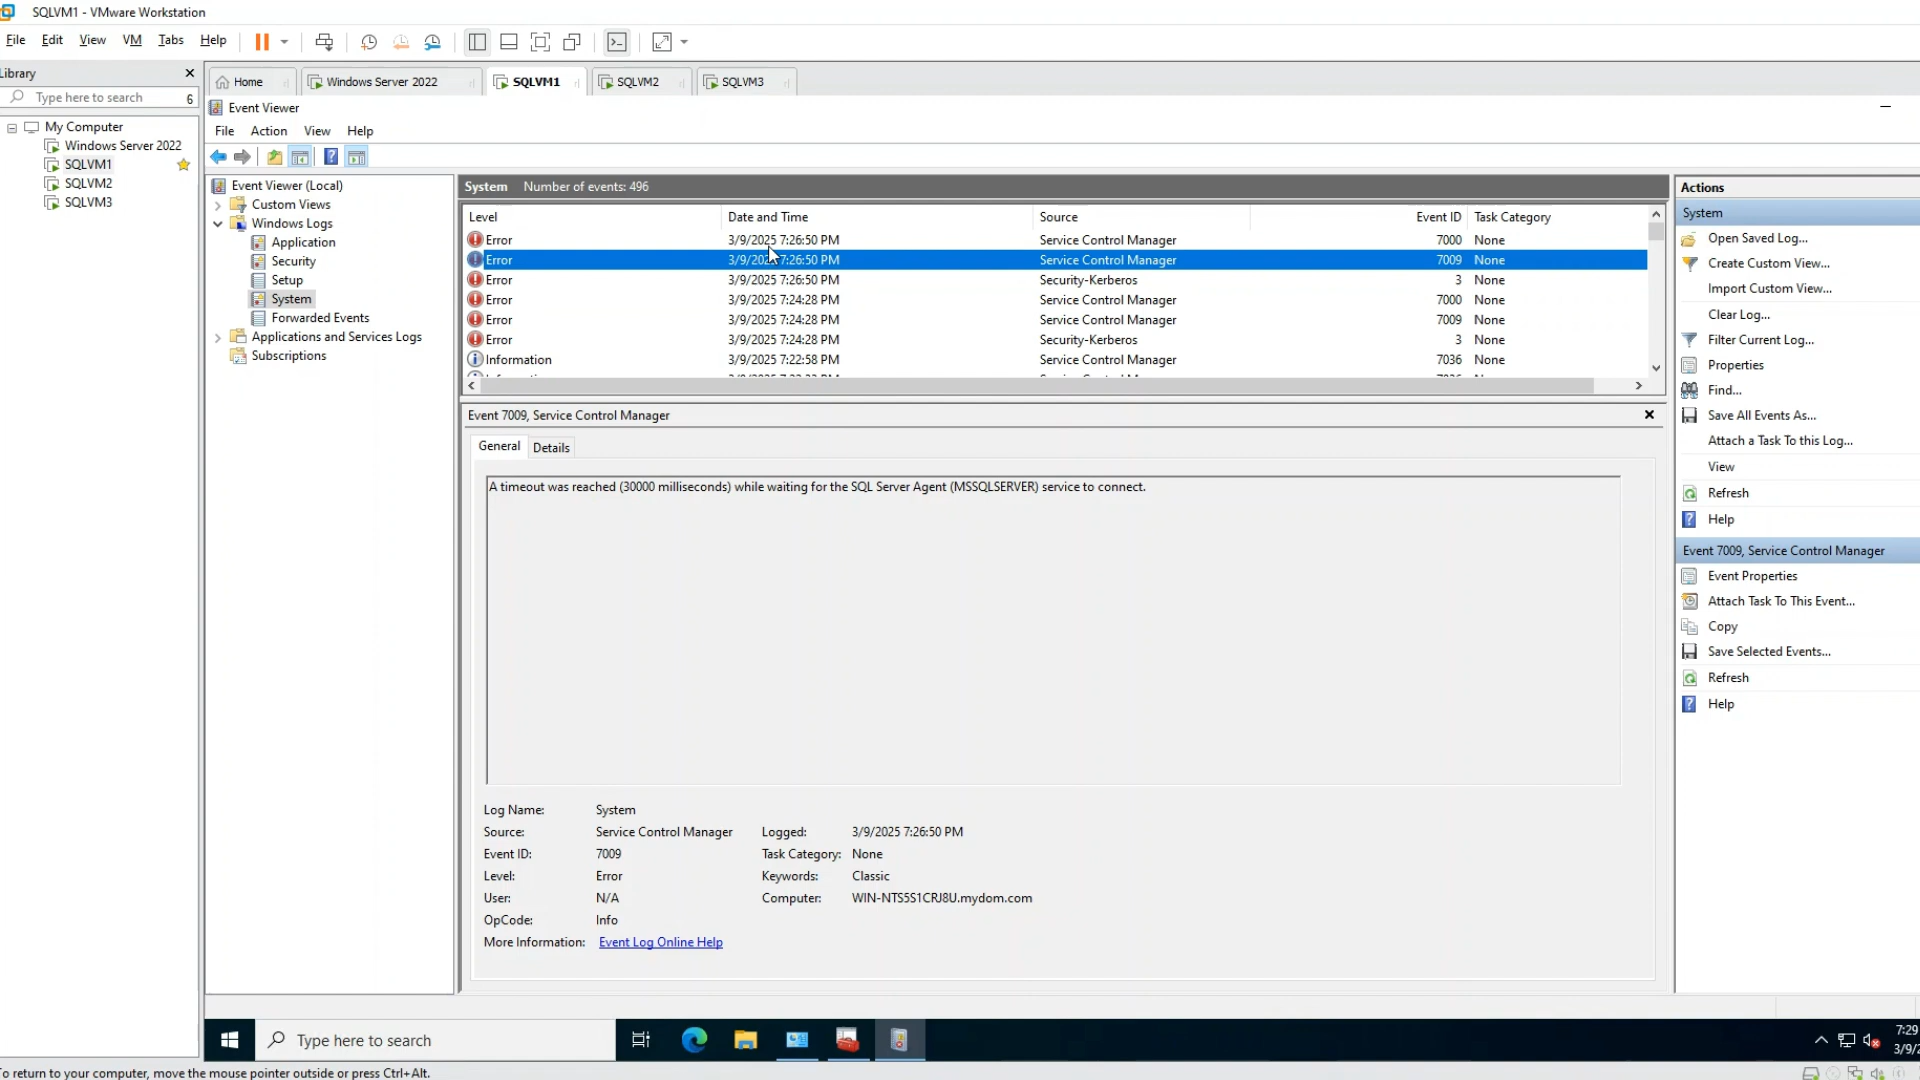 SQLVM1 - VMware Workstation
File Edit View VM Tabs Help
Library
Type here to search 6
My Computer
Windows Server 2022
SQLVM1
SQLVM2
SQLVM3
Home Windows Server 2022 SQLVM1 SQLVM2 SQLVM3
Event Viewer
File Action View Help
Event Viewer (Local)
Custom Views
Windows Logs
Application
Security
Setup
System
Forwarded Events
Applications and Services Logs
Subscriptions
System Number of events: 496
Level Date and Time Source Event ID Task Category
Error 3/9/2025 7:26:50 PM Service Control Manager 7000 None
Error 3/9/2025 7:26:50 PM Service Control Manager 7009 None
Error 3/9/2025 7:26:50 PM Security-Kerberos 3 None
Error 3/9/2025 7:24:28 PM Service Control Manager 7000 None
Error 3/9/2025 7:24:28 PM Service Control Manager 7009 None
Error 3/9/2025 7:24:28 PM Security-Kerberos 3 None
Information 3/9/2025 7:22:58 PM Service Control Manager 7036 None
Event 7009, Service Control Manager
General Details
A timeout was reached (30000 milliseconds) while waiting for the SQL Server Agent (MSSQLSERVER) service to connect.
Log Name: System
Source: Service Control Manager Logged: 3/9/2025 7:26:50 PM
Event ID: 7009 Task Category: None
Level: Error Keywords: Classic
User: N/A Computer: WIN-NTS5S1CRJ8U.mydom.com
OpCode: Info
More Information: Event Log Online Help
Actions
System
Open Saved Log...
Create Custom View...
Import Custom View...
Clear Log...
Filter Current Log...
Properties
Find...
Save All Events As...
Attach a Task To this Log...
View
Refresh
Help
Event 7009, Service Control Manager
Event Properties
Attach Task To This Event...
Copy
Save Selected Events...
Refresh
Help
Type here to search
7:29
3/9/2
To return to your computer, move the mouse pointer outside or press Ctrl+Alt.